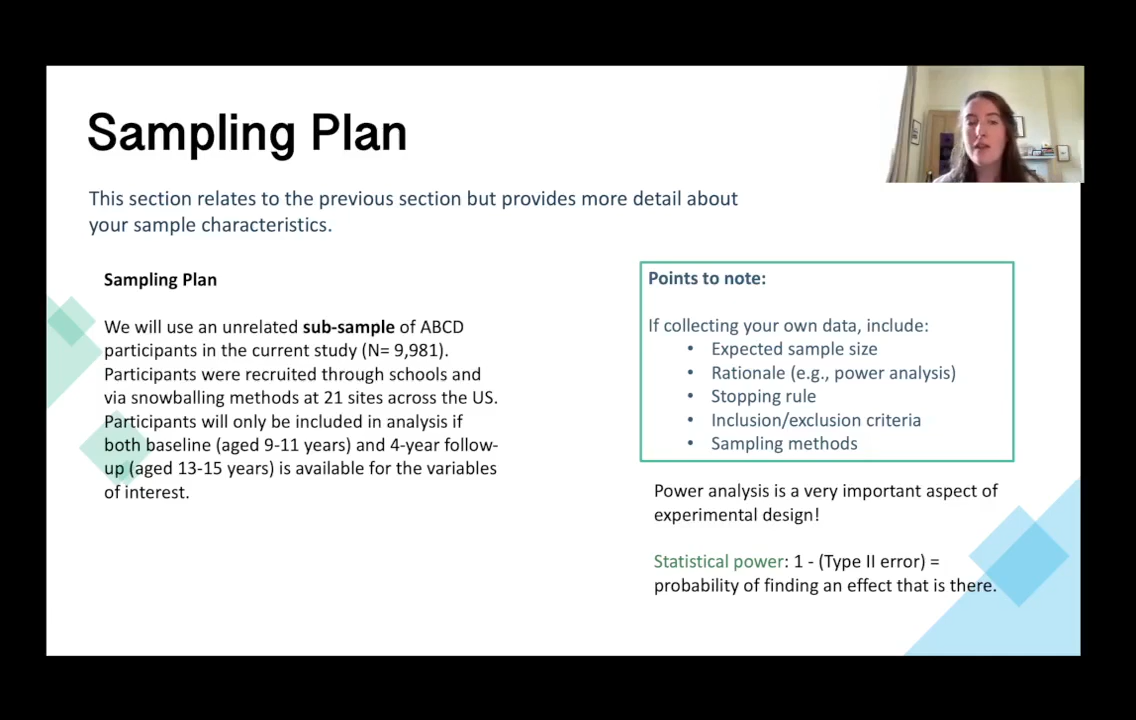 Sampling Plan
This section relates to the previous section but provides more detail about
your sample characteristics.
Sampling Plan
We will use an unrelated sub-sample of ABCD
participants in the current study (N= 9,981).
Participants were recruited through schools and
via snowballing methods at 21 sites across the US.
Participants will only be included in analysis if
both baseline (aged 9-11 years) and 4-year follow-
up (aged 13-15 years) is available for the variables
of interest.
Points to note:
If collecting your own data, include:
• Expected sample size
• Rationale (e.g., power analysis)
• Stopping rule
• Inclusion/exclusion criteria
• Sampling methods
Power analysis is a very important aspect of
experimental design!
Statistical power: 1 - (Type II error) =
probability of finding an effect that is there.